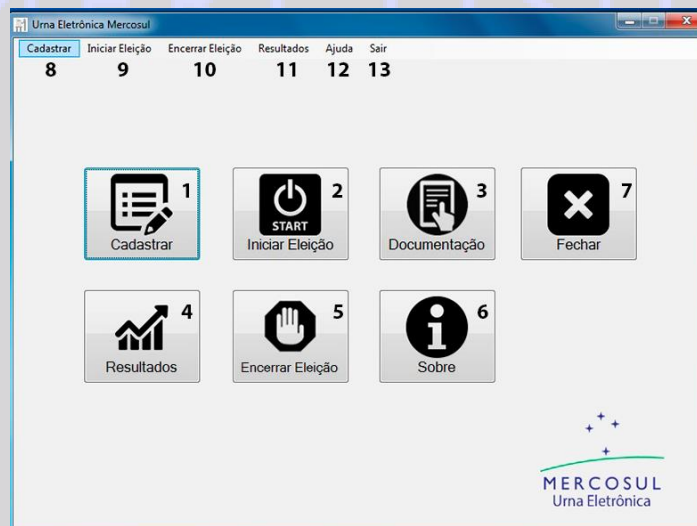 Urna Eletrônica Mercosul
Cadastrar Iniciar Eleição Encerrar Eleição Resultados Ajuda Sair
8 9 10 11 12 13
1 2 3 7
START
Cadastrar Iniciar Eleição Documentação Fechar
4 5 6
Resultados Encerrar Eleição Sobre
MERCOSUL
Urna Eletrônica